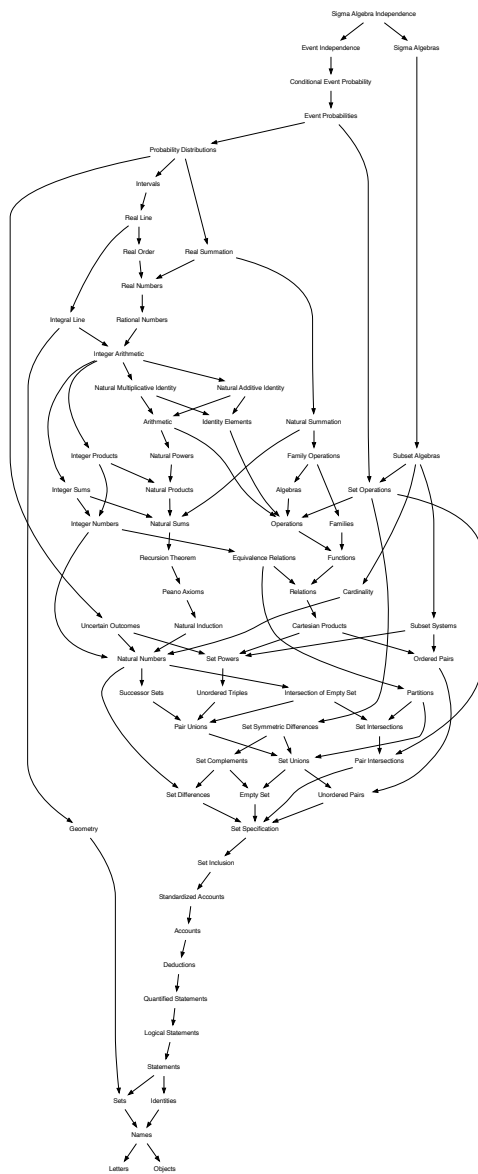 Sigma Algebra Independence
Event Independence
Sigma Algebras
Conditional Event Probability
Event Probabilities
Probability Distributions
Intervals
Real Line
Real Order
Real Summation
Real Numbers
Integral Line
Rational Numbers
Integer Arithmetic
Natural Multiplicative Identity
Natural Additive Identity
Arithmetic
Identity Elements
Natural Summation
Integer Products
Natural Powers
Family Operations
Subset Algebras
Integer Sums
Natural Products
Algebras
Set Operations
Integer Numbers
Natural Sums
Operations
Families
Recursion Theorem
Equivalence Relations
Functions
Peano Axioms
Relations
Cardinality
Uncertain Outcomes
Natural Induction
Cartesian Products
Subset Systems
Natural Numbers
Set Powers
Ordered Pairs
Successor Sets
Unordered Triples
Intersection of Empty Set
Partitions
Pair Unions
Set Symmetric Differences
Set Intersections
Set Complements
Set Unions
Pair Intersections
Set Differences
Empty Set
Unordered Pairs
Geometry
Set Specification
Set Inclusion
Standardized Accounts
Accounts
Deductions
Quantified Statements
Logical Statements
Statements
Sets
Identities
Names
Letters
Objects